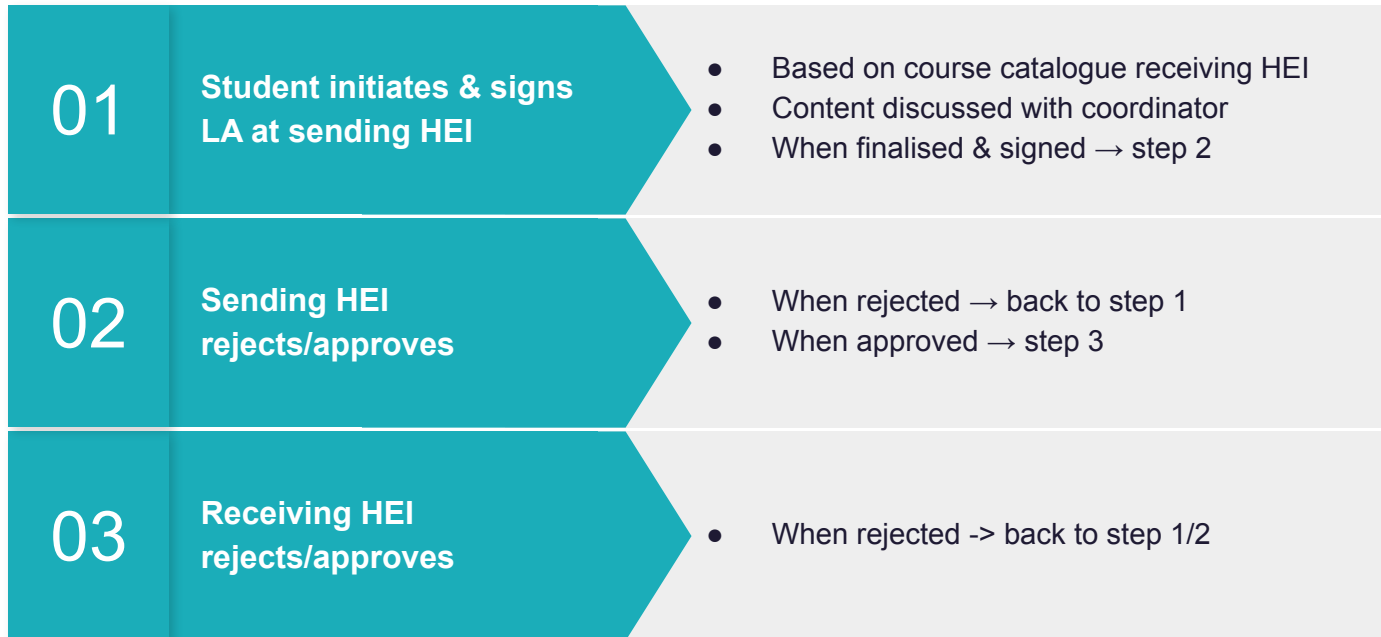 01
Student initiates & signs
LA at sending HEI
● Based on course catalogue receiving HEI
● Content discussed with coordinator
● When finalised & signed → step 2
02
Sending HEI
rejects/approves
● When rejected → back to step 1
● When approved → step 3
03
Receiving HEI
rejects/approves
● When rejected -> back to step 1/2